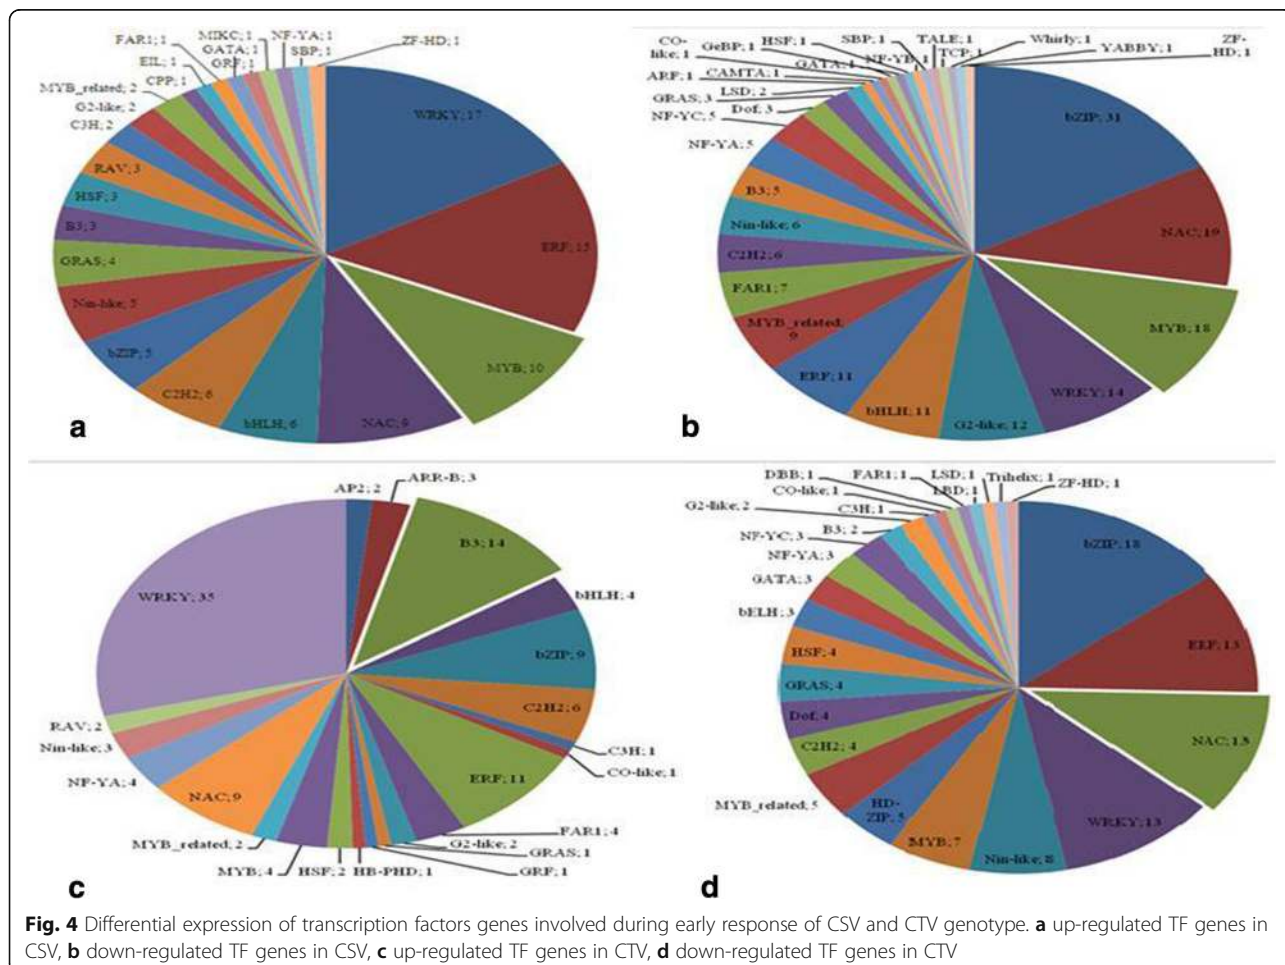 FAR1; 1
MIKC; 1
NF-YA; 1
GATA; 1
SBP; 1
ZF-HD; 1
EIL; 1
GRF; 1
CPP; 1
MYB_related; 2
G2-like; 2
C3H; 2
RAV; 3
HSF; 3
B3; 3
GRAS; 4
Nin-like; 5
bZIP; 5
C2H2; 6
bHLH; 6
NAC; 9
MYB; 10
ERF; 15
WRKY; 17
a
CO-
like; 1
GeBP; 1
HSF; 1
SBP; 1
TALE; 1
Whirly; 1
ZF-
HD; 1
GATA; 1
NF-YB; 1
TCP; 1
YABBY; 1
ARF; 1
CAMTA; 1
GRAS; 3
LSD; 2
NF-YC; 5
Dof; 3
NF-YA; 5
B3; 5
Nin-like; 6
C2H2; 6
FAR1; 7
MYB_related;
9
ERF; 11
bHLH; 11
G2-like; 12
WRKY; 14
MYB; 18
NAC; 19
bZIP; 31
b
AP2; 2
ARR-B; 3
B3; 14
bHLH; 4
bZIP; 9
C2H2; 6
C3H; 1
CO-like; 1
ERF; 11
FAR1; 4
G2-like; 2
GRAS; 1
GRF; 1
HB-PHD; 1
HSF; 2
MYB; 4
MYB_related; 2
NAC; 9
NF-YA; 4
Nin-like; 3
RAV; 2
WRKY; 35
c
DBB; 1
FAR1; 1
LSD; 1
Trihelix; 1
CO-like; 1
LBD; 1
ZF-HD; 1
G2-like; 2
C3H; 1
B3; 2
NF-YC; 3
NF-YA; 3
GATA; 3
bHLH; 3
HSF; 4
GRAS; 4
Dof; 4
C2H2; 4
MYB_related; 5
HD-
ZIP; 5
MYB; 7
Nin-like; 8
WRKY; 13
NAC; 13
ERF; 13
bZIP; 18
d
Fig. 4 Differential expression of transcription factors genes involved during early response of CSV and CTV genotype. a up-regulated TF genes in
CSV, b down-regulated TF genes in CSV, c up-regulated TF genes in CTV, d down-regulated TF genes in CTV